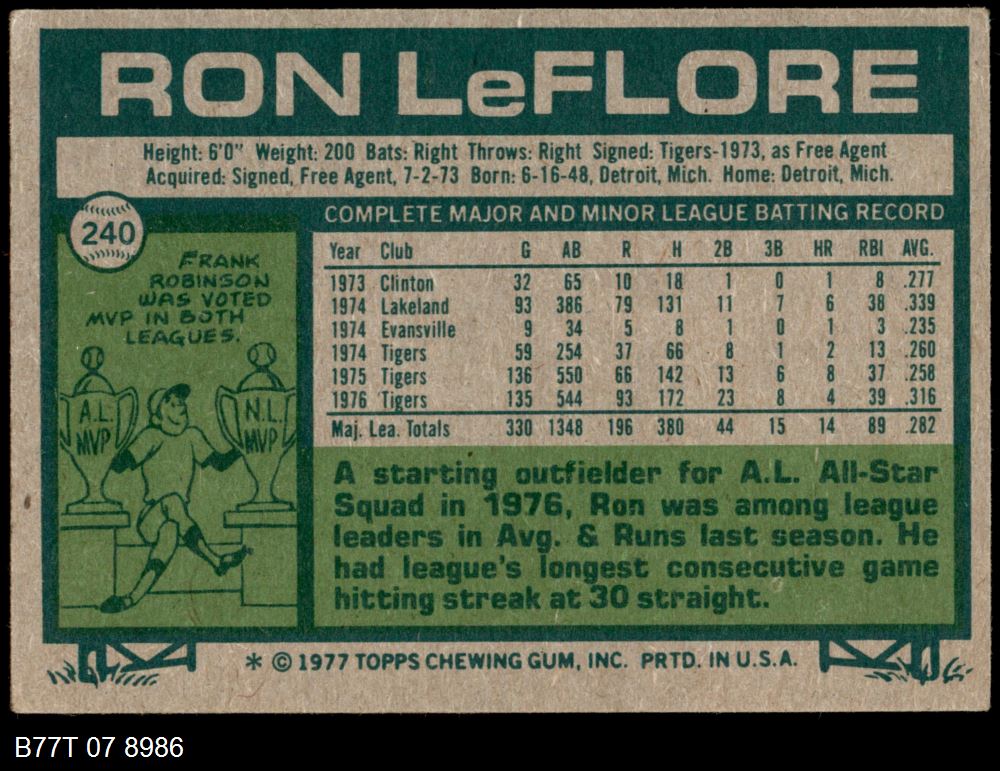 RON LeFLORE
Height: 6'0" Weight: 200 Bats: Right Throws: Right Signed: Tigers-1973, as Free Agent
Acquired: Signed, Free Agent, 7-2-73 Born: 6-16-48, Detroit, Mich. Home: Detroit, Mich.
240
FRANK
ROBINSON
WAS VOTED
MVP IN BOTH
LEAGUES.
A.L.
MVP
N.L.
MVP
COMPLETE MAJOR AND MINOR LEAGUE BATTING RECORD
Year Club G AB R H 2B 3B HR RBI AVG.
1973 Clinton 32 65 10 18 1 0 1 8 .277
1974 Lakeland 93 386 79 131 11 7 6 38 .339
1974 Evansville 9 34 5 8 1 0 1 3 .235
1974 Tigers 59 254 37 66 8 1 2 13 .260
1975 Tigers 136 550 66 142 13 6 8 37 .258
1976 Tigers 135 544 93 172 23 8 4 39 .316
Maj. Lea. Totals 330 1348 196 380 44 15 14 89 .282
A starting outfielder for A.L. All-Star
Squad in 1976, Ron was among league
leaders in Avg. & Runs last season. He
had league's longest consecutive game
hitting streak at 30 straight.
* © 1977 TOPPS CHEWING GUM, INC. PRTD. IN U.S.A.
B77T 07 8986